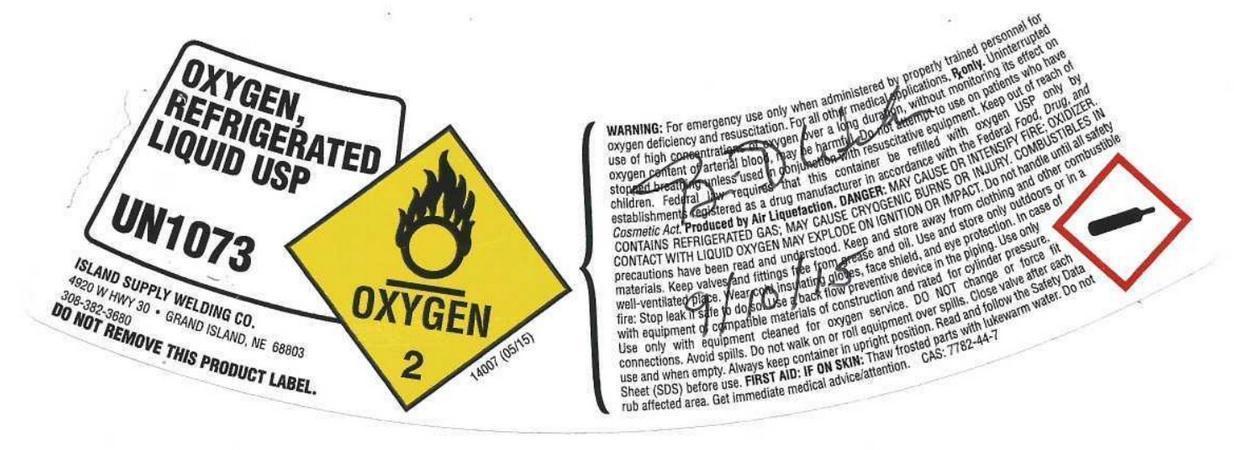 OXYGEN,
REFRIGERATED
LIQUID USP
UN1073
ISLAND SUPPLY WELDING CO.
4920 W HWY 30 • GRAND ISLAND, NE 68803
308-382-3680
DO NOT REMOVE THIS PRODUCT LABEL.
OXYGEN
2
14007 (05/15)
WARNING: For emergency use only when administered by properly trained personnel for
oxygen deficiency and resuscitation. For all other medical applications, ℞only. Uninterrupted
use of high concentrations of oxygen over a long duration, without monitoring its effect on
oxygen content of arterial blood, may be harmful. Do not attempt to use on patients who have
stopped breathing unless used in conjunction with resuscitative equipment. Keep out of reach of
children. Federal law requires that this container be refilled with oxygen USP only by
establishment registered as a drug manufacturer in accordance with the Federal Food, Drug, and
Cosmetic Act. Produced by Air Liquefaction. DANGER: MAY CAUSE OR INTENSIFY FIRE; OXIDIZER.
CONTAINS REFRIGERATED GAS; MAY CAUSE CRYOGENIC BURNS OR INJURY. COMBUSTIBLES IN
CONTACT WITH LIQUID OXYGEN MAY EXPLODE ON IGNITION OR IMPACT. Do not handle until all safety
precautions have been read and understood. Keep and store away from clothing and other combustible
materials. Keep valves and fittings free from grease and oil. Use and store only outdoors or in a
well-ventilated place. Wear cold insulating gloves, face shield, and eye protection. In case of
fire: Stop leak if safe to do so. Use a back flow preventive device in the piping. Use only
with equipment of compatible materials of construction and rated for cylinder pressure.
Use only with equipment cleaned for oxygen service. DO NOT change or force fit
connections. Avoid spills. Do not walk on or roll equipment over spills. Close valve after each
use and when empty. Always keep container in upright position. Read and follow the Safety Data
Sheet (SDS) before use. FIRST AID: IF ON SKIN: Thaw frosted parts with lukewarm water. Do not
rub affected area. Get immediate medical advice/attention. CAS: 7782-44-7
9/10/15